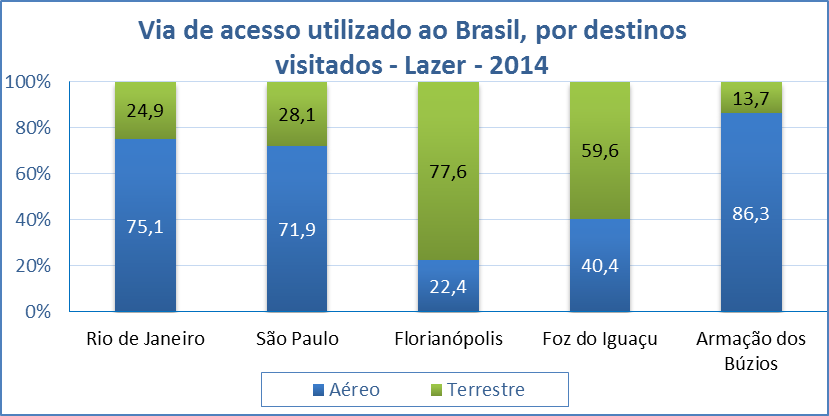 Via de acesso utilizado ao Brasil, por destinos
visitados - Lazer - 2014
100%
80%
60%
40%
20%
0%
24,9
28,1
77,6
59,6
13,7
75,1
71,9
22,4
40,4
86,3
Rio de Janeiro
São Paulo
Florianópolis
Foz do Iguaçu
Armação dos
Búzios
Aéreo
Terrestre